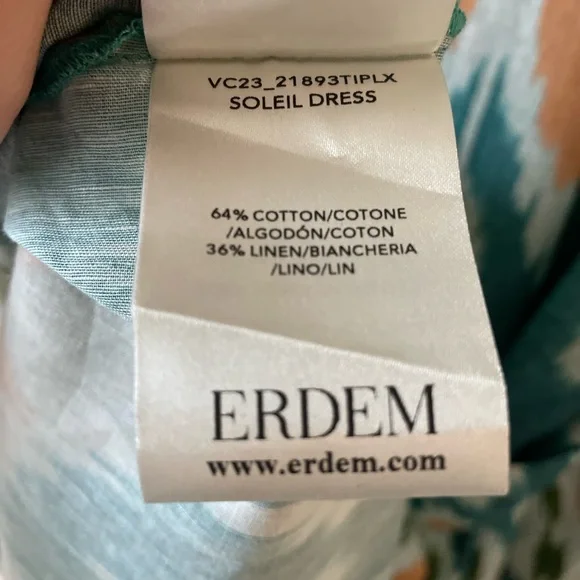 VC23_21893TIPLX
SOLEIL DRESS
64% COTTON/COTONE
/ALGODÓN/COTON
36% LINEN/BIANCHERIA
/LINO/LIN
ERDEM
www.erdem.com